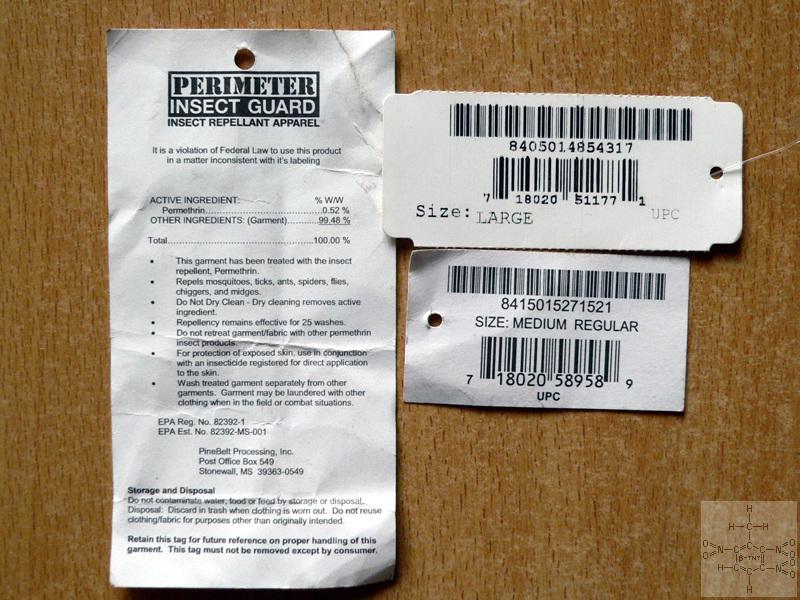 PERIMETER
INSECT GUARD
INSECT REPELLANT APPAREL
It is a violation of Federal Law to use this product
in a matter inconsistent with it's labeling
ACTIVE INGREDIENT: % W/W
Permethrin............................................0.52 %
OTHER INGREDIENTS: (Garment)...........99.48 %
Total......................................................100.00 %
• This garment has been treated with the insect
repellent, Permethrin.
• Repels mosquitoes, ticks, ants, spiders, flies,
chiggers, and midges.
• Do Not Dry Clean - Dry cleaning removes active
ingredient.
• Repellency remains effective for 25 washes.
• Do not retreat garment/fabric with other permethrin
insect products.
• For protection of exposed skin, use in conjunction
with an insecticide registered for direct application
to the skin.
• Wash treated garment separately from other
garments. Garment may be laundered with other
clothing when in the field or combat situations.
EPA Reg. No. 82392-1
EPA Est. No. 82392-MS-001
PineBelt Processing, Inc.
Post Office Box 549
Stonewall, MS 39363-0549
Storage and Disposal
Do not contaminate water, food or feed by storage or disposal.
Disposal: Discard in trash when clothing is worn out. Do not reuse
clothing/fabric for purposes other than originally intended.
Retain this tag for future reference on proper handling of this
garment. This tag must not be removed except by consumer.
8405014854317
7 18020 51177 1
Size: LARGE UPC
8415015271521
SIZE: MEDIUM REGULAR
7 18020 58958 9
UPC
H
H-C-H
O N-C C C-N O
O O
β-TNT
H-C C C-N O
C O
H